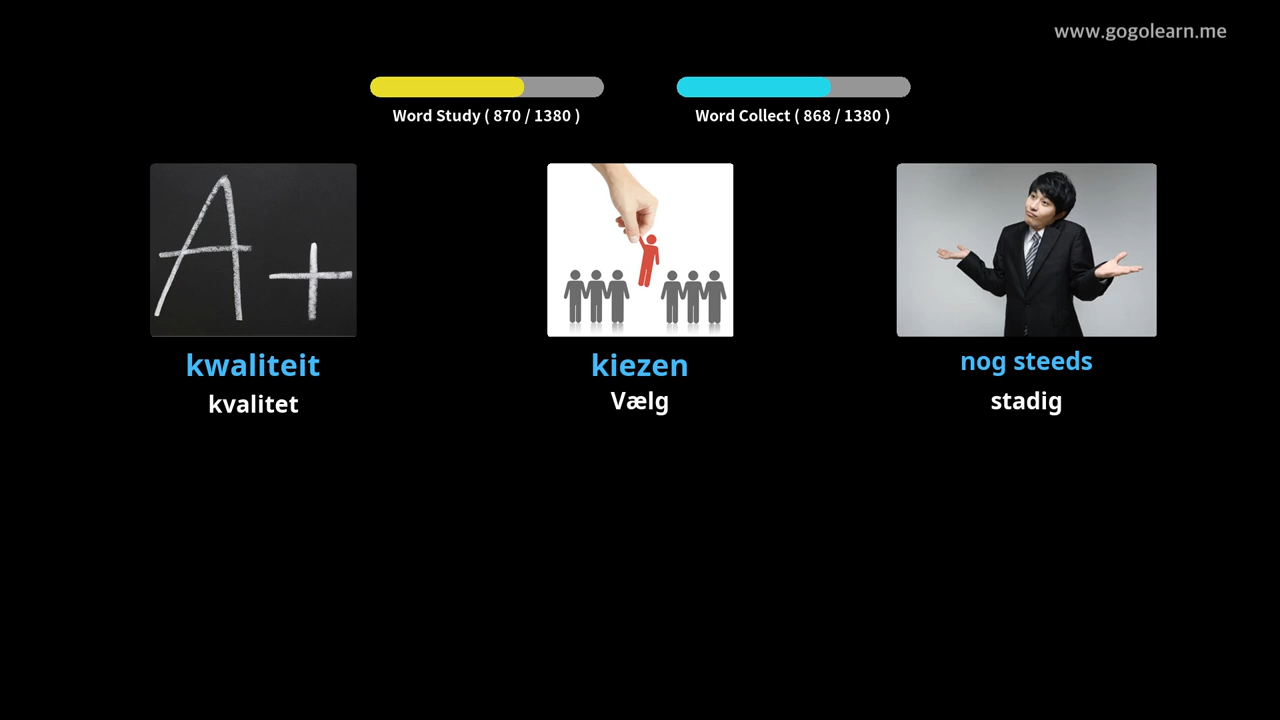 www.gogolearn.me
Word Study ( 870 / 1380 )
Word Collect ( 868 / 1380 )
A+
kwaliteit
kiezen
nog steeds
kvalitet
Vælg
stadig